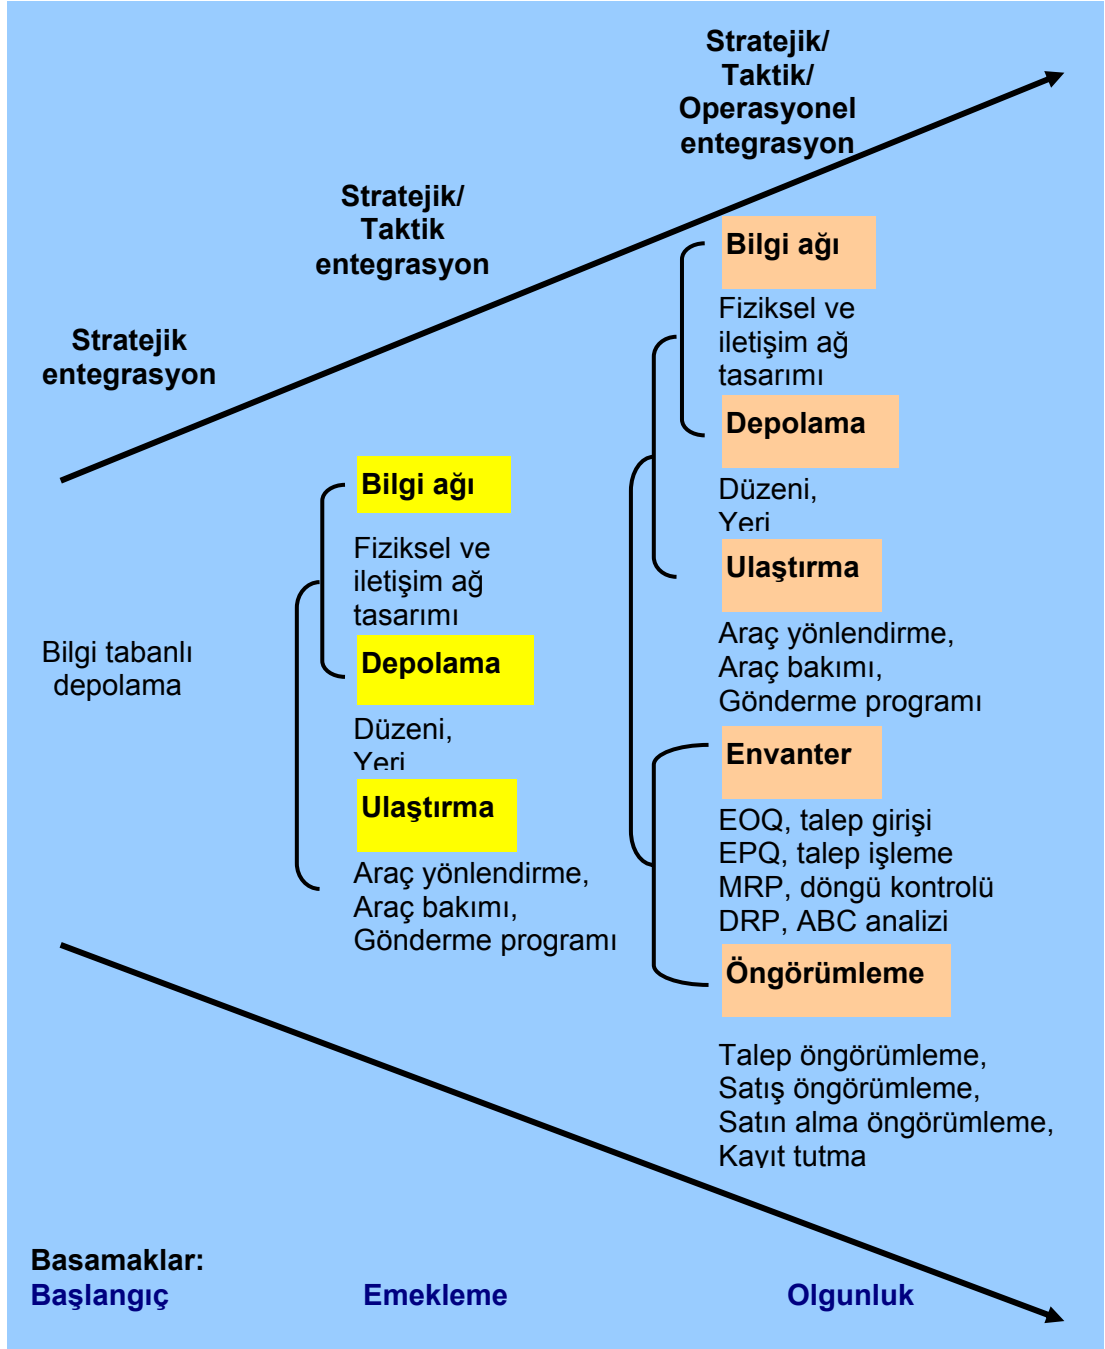 Stratejik/
Taktik/
Operasyonel
entegrasyon
Stratejik/
Taktik
entegrasyon
Stratejik
entegrasyon
Bilgi tabanlı
depolama
Bilgi ağı
Fiziksel ve
iletişim ağ
tasarımı
Depolama
Düzeni,
Yeri
Ulaştırma
Araç yönlendirme,
Araç bakımı,
Gönderme programı
Bilgi ağı
Fiziksel ve
iletişim ağ
tasarımı
Depolama
Düzeni,
Yeri
Ulaştırma
Araç yönlendirme,
Araç bakımı,
Gönderme programı
Envanter
EOQ, talep girişi
EPQ, talep işleme
MRP, döngü kontrolü
DRP, ABC analizi
Öngörümleme
Talep öngörümleme,
Satış öngörümleme,
Satın alma öngörümleme,
Kayıt tutma
Basamaklar:
Başlangıç
Emekleme
Olgunluk